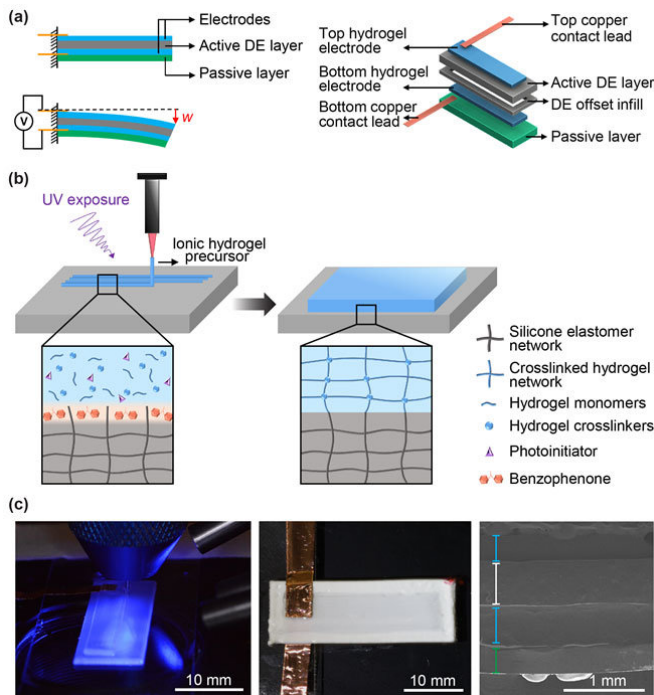 (a)
Electrodes
Active DE layer
Passive layer
V
w
Top copper
contact lead
Top hydrogel
electrode
Bottom hydrogel
electrode
Bottom copper
contact lead
Active DE layer
DE offset infill
Passive laver
(b)
UV exposure
Ionic hydrogel
precursor
Silicone elastomer
network
Crosslinked hydrogel
network
Hydrogel monomers
Hydrogel crosslinkers
Photoinitiator
Benzophenone
(c)
10 mm
10 mm
1 mm